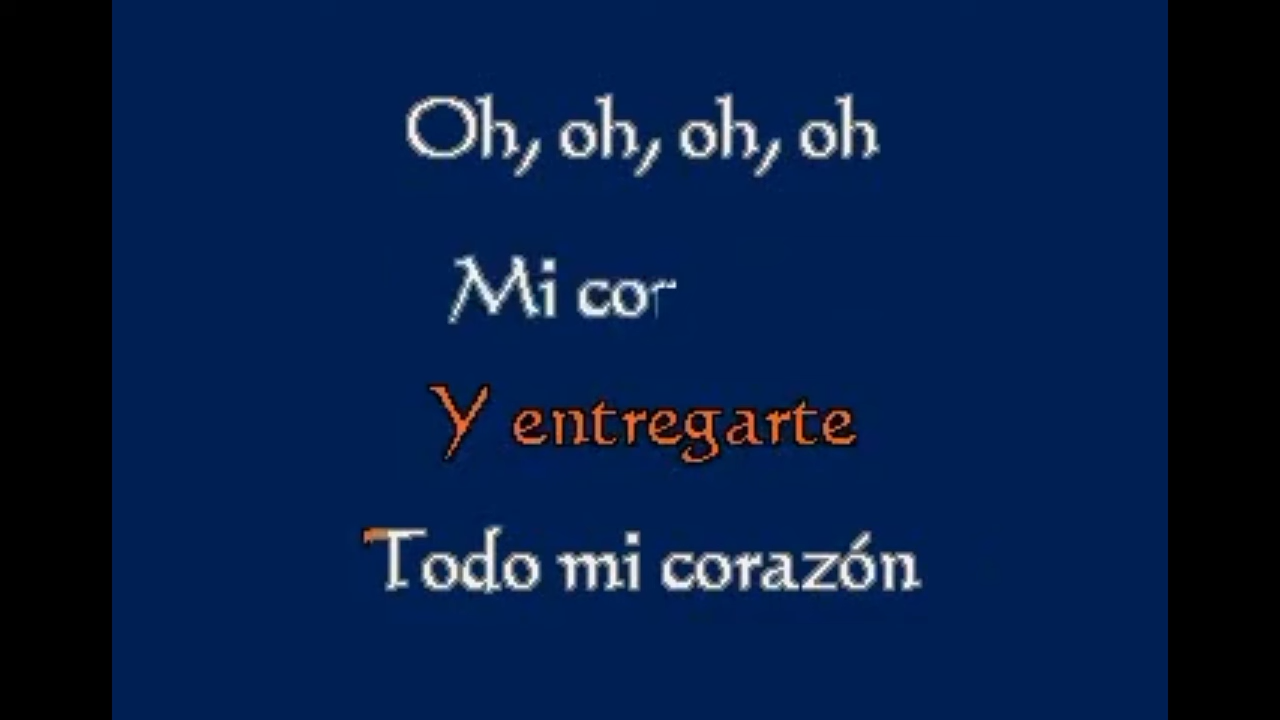 Oh, oh, oh, oh
Mi cor
Y entregarte
Todo mi corazón